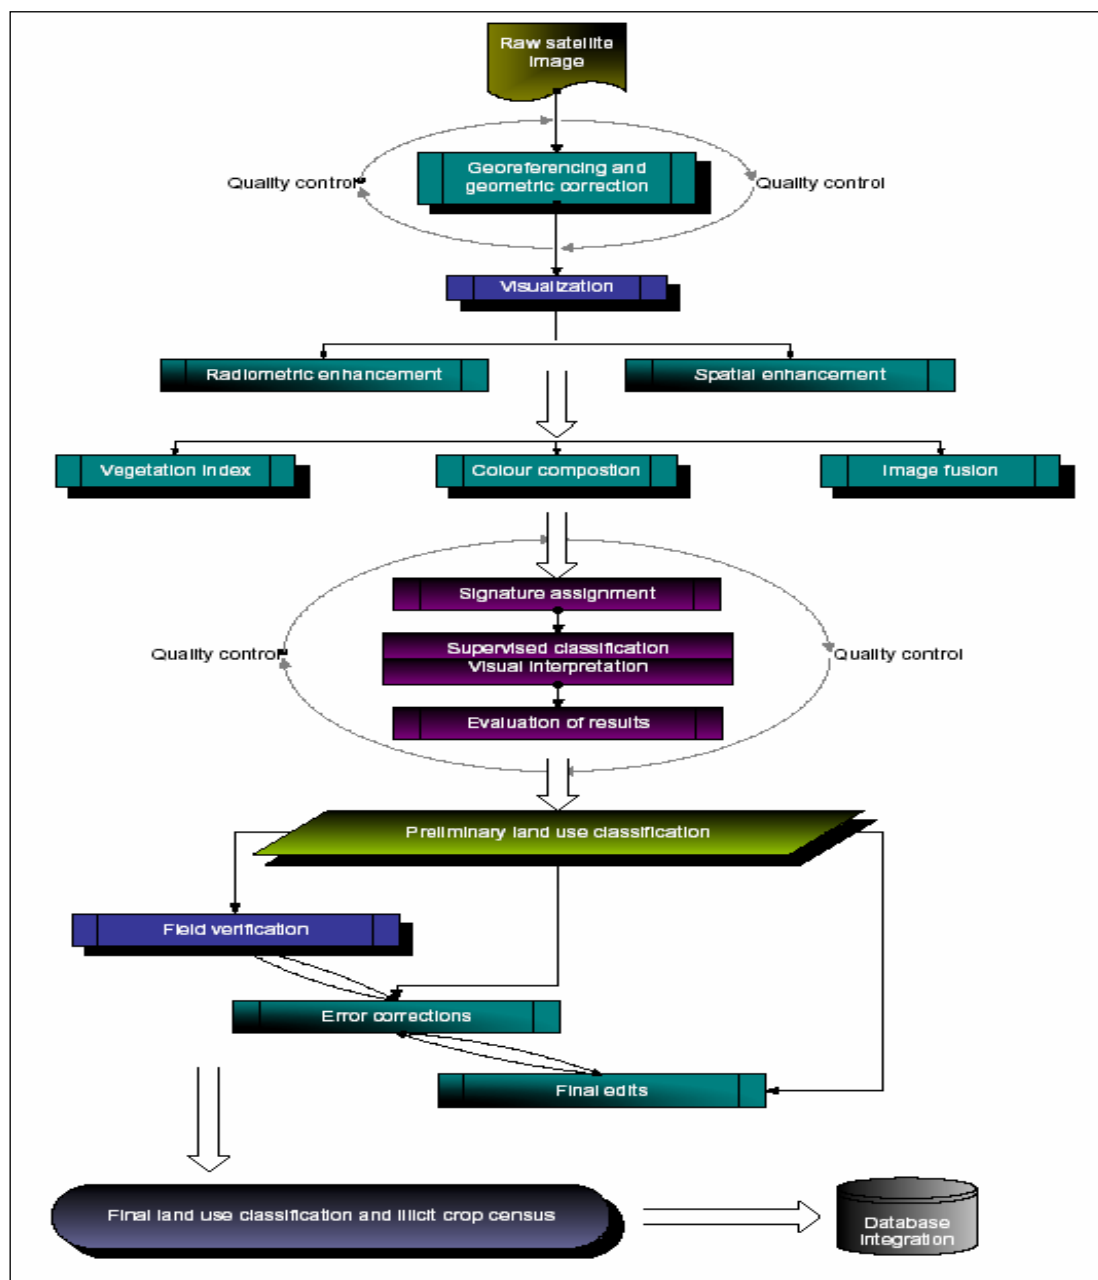 Raw satellite
image
Georeferencing and
geometric correction
Quality control
Quality control
Visualization
Radiometric enhancement
Spatial enhancement
Vegetation index
Colour compostion
Image fusion
Signature assignment
Supervised classification
Visual interpretation
Quality control
Quality control
Evaluation of results
Preliminary land use classification
Field verification
Error corrections
Final edits
Final land use classification and illicit crop census
Database
integration